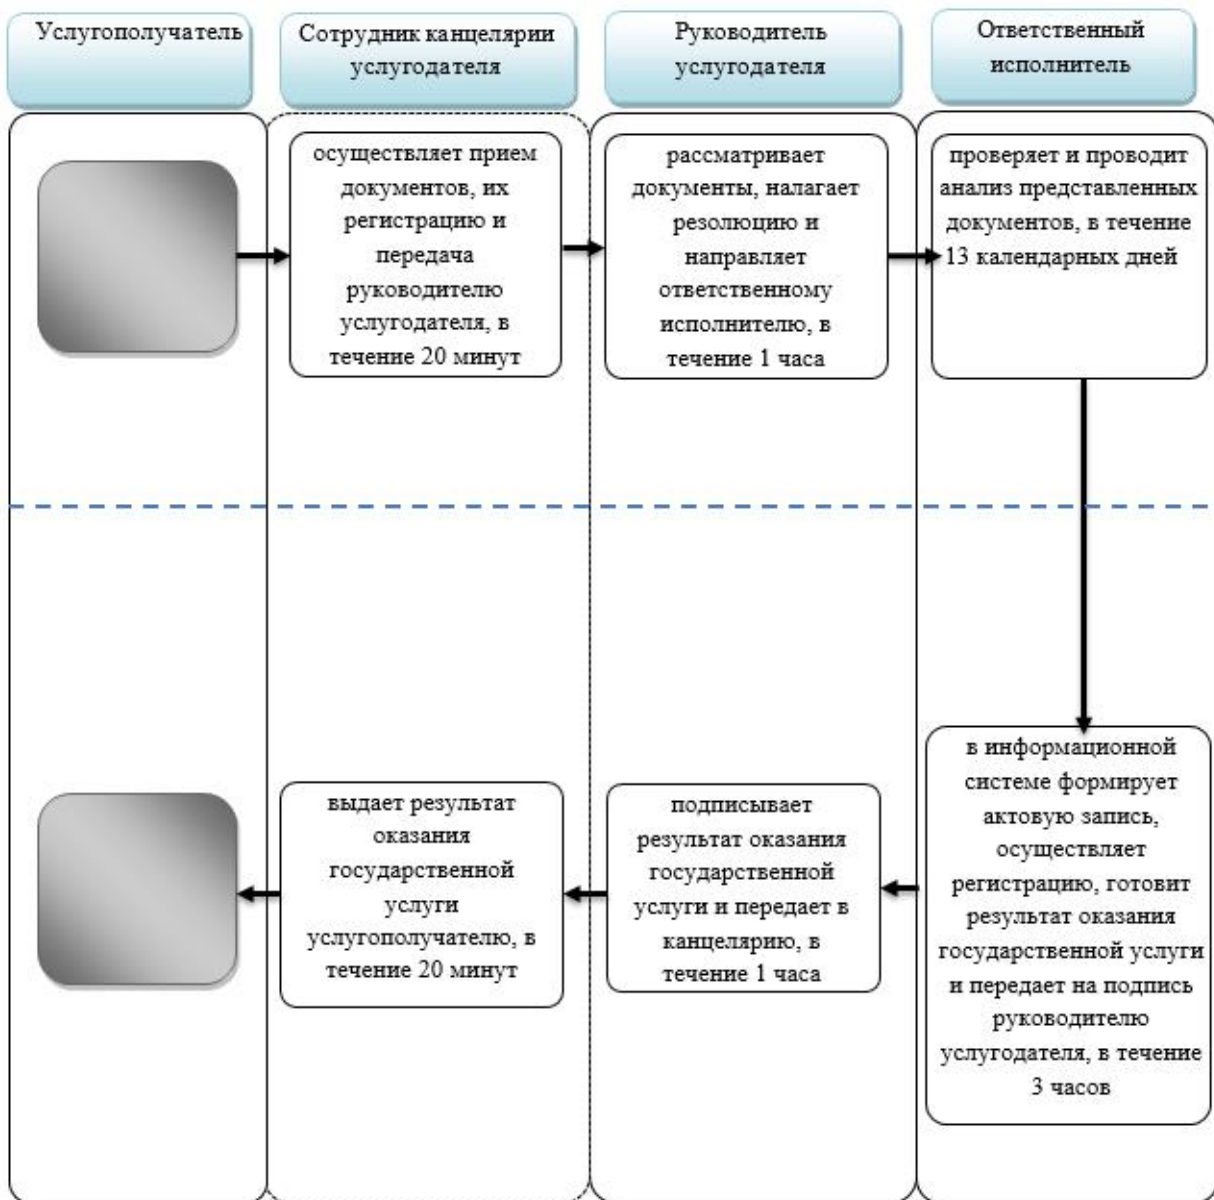 Услугополучатель
Сотрудник канцелярии
услугодателя
Руководитель
услугодателя
Ответственный
исполнитель
осуществляет прием
документов, их
регистрацию и
передача
руководителю
услугодателя, в
течение 20 минут
рассматривает
документы, налагает
резолюцию и
направляет
ответственному
исполнителю, в
течение 1 часа
проверяет и проводит
анализ представленных
документов, в течение
13 календарных дней
выдает результат
оказания
государственной
услуги
услугополучателю, в
течение 20 минут
подписывает
результат оказания
государственной
услуги и передает в
канцелярию, в
течение 1 часа
в информационной
системе формирует
актовую запись,
осуществляет
регистрацию, готовит
результат оказания
государственной услуги
и передает на подпись
руководителю
услугодателя, в течение
3 часов